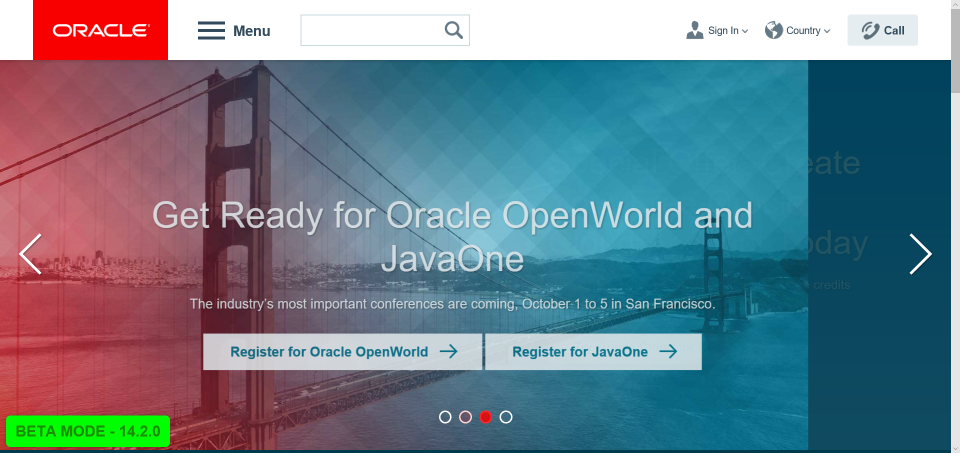 ORACLE
Menu
Sign In
Country
Call
eate
oday
credits
Get Ready for Oracle OpenWorld and
JavaOne
The industry's most important conferences are coming, October 1 to 5 in San Francisco.
Register for Oracle OpenWorld
Register for JavaOne
BETA MODE - 14.2.0